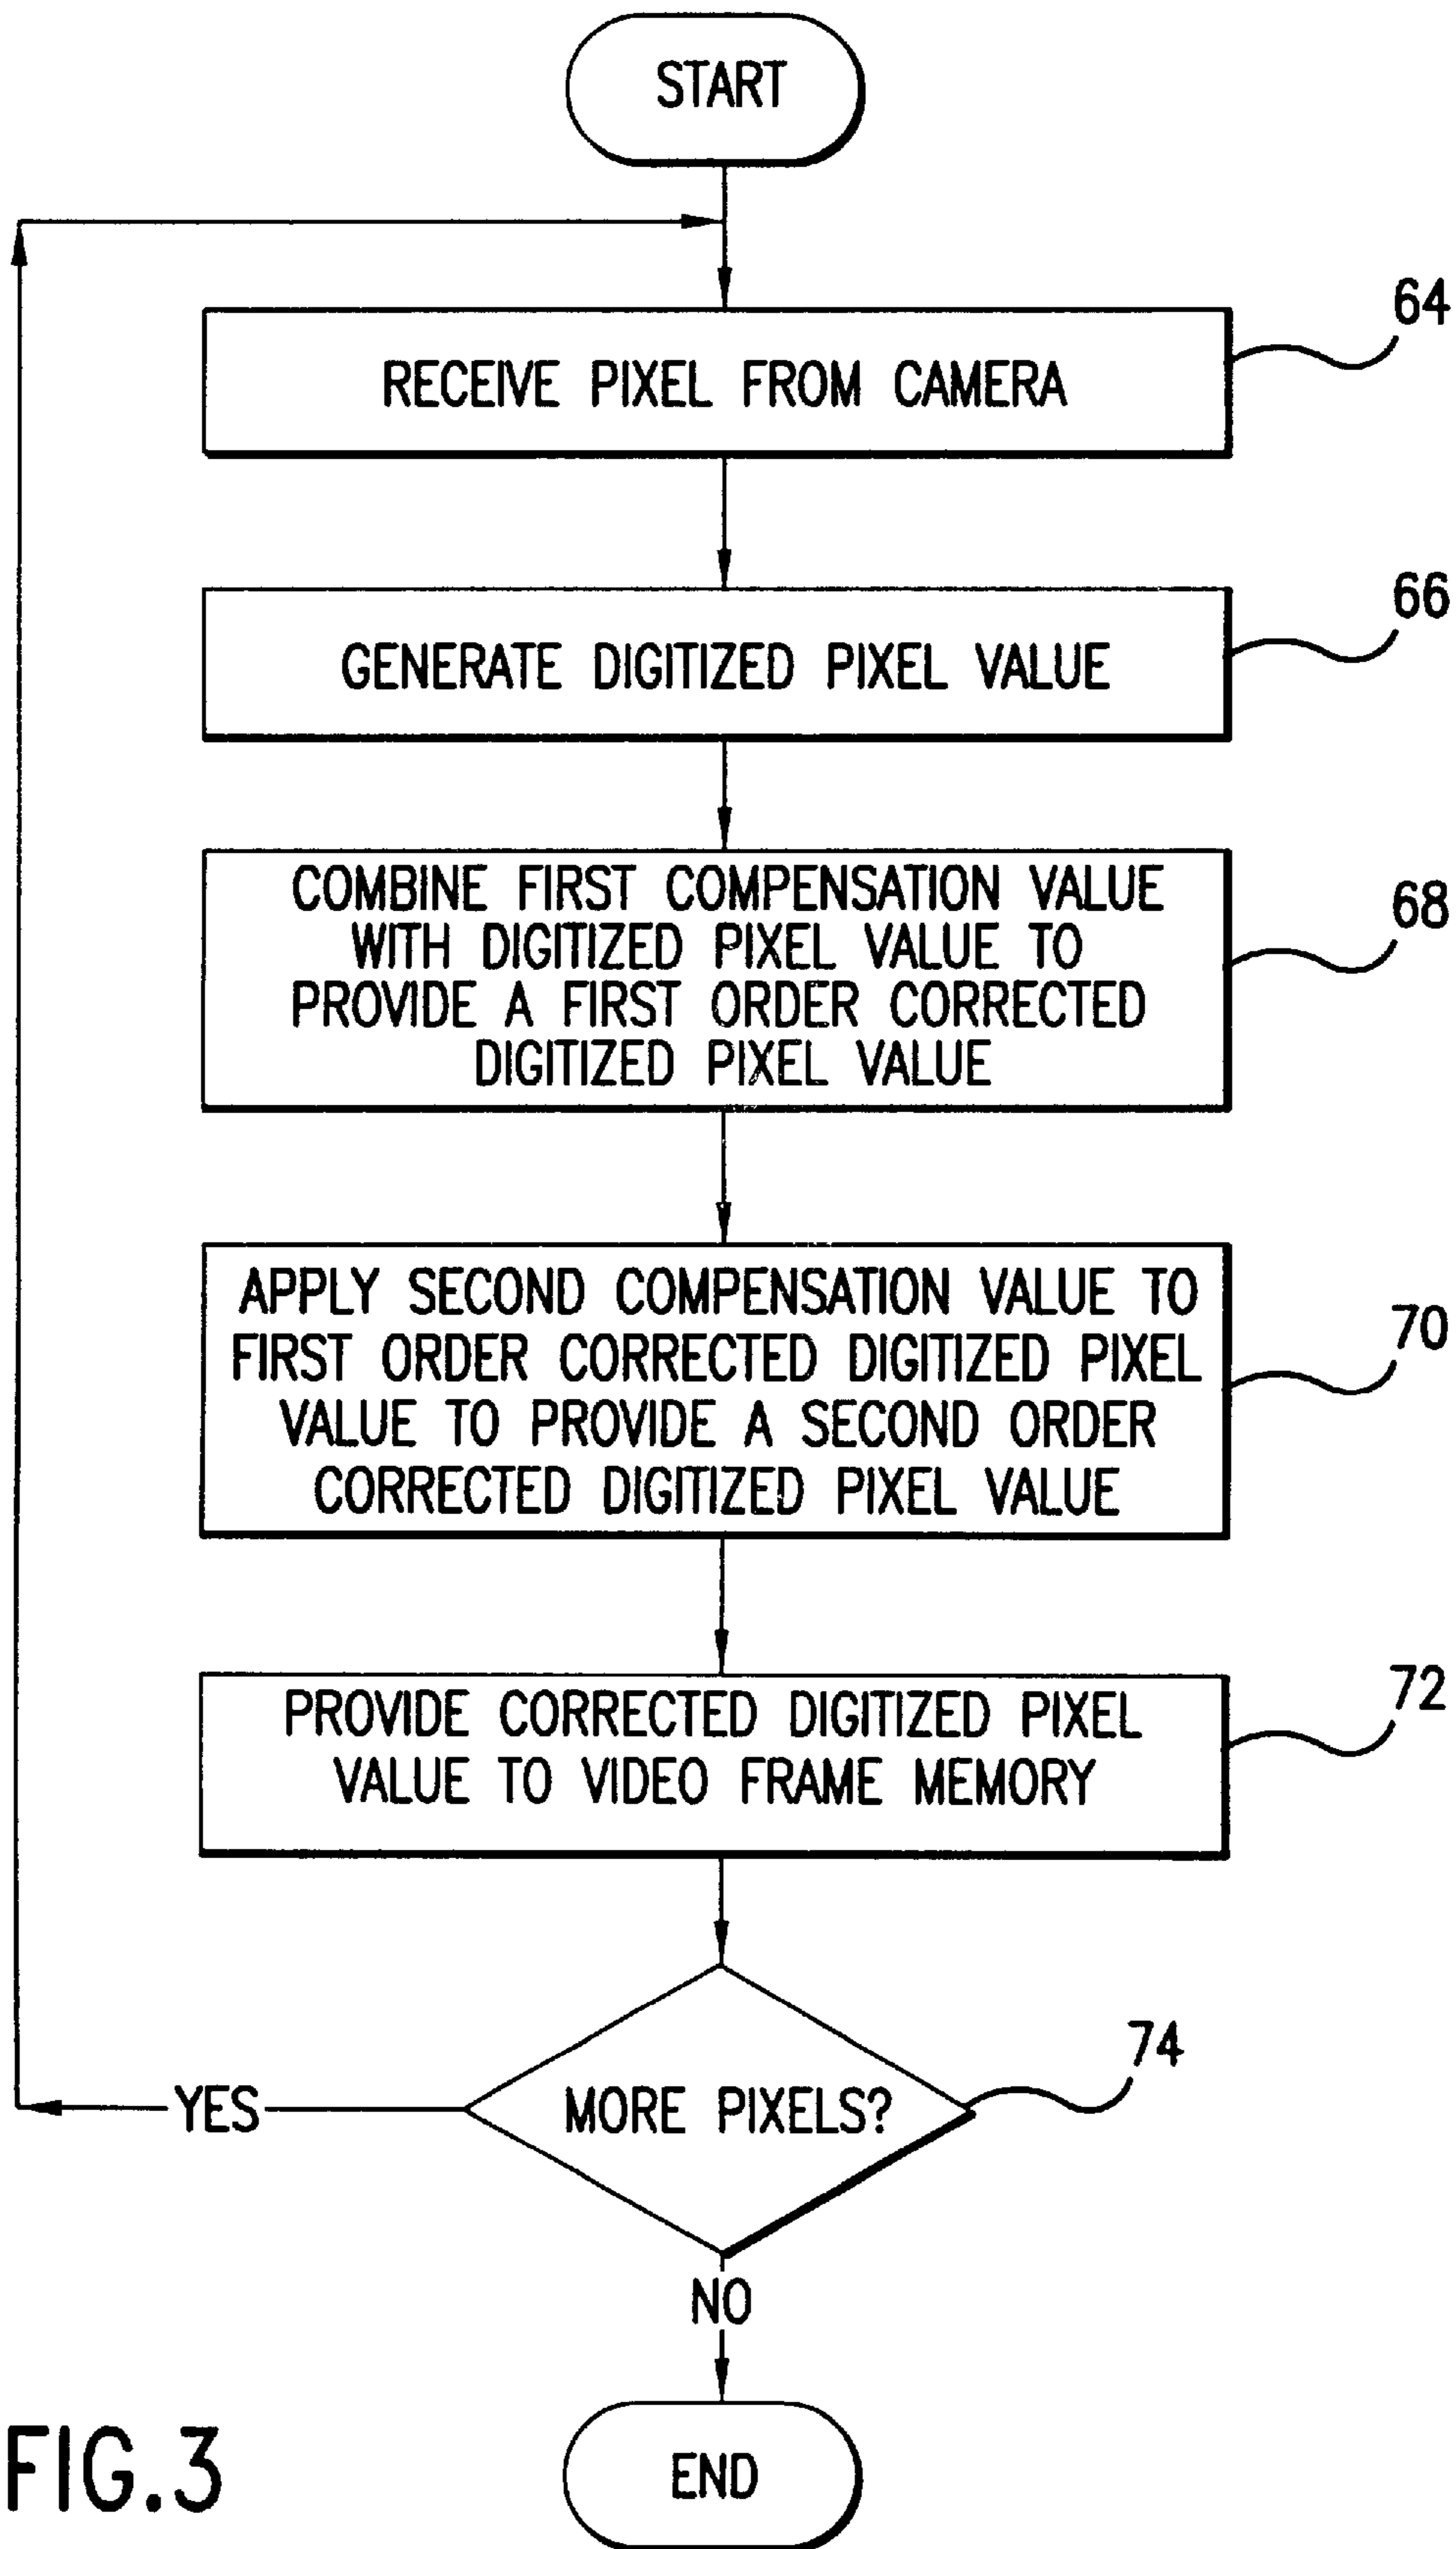 START
RECEIVE PIXEL FROM CAMERA
64
GENERATE DIGITIZED PIXEL VALUE
66
COMBINE FIRST COMPENSATION VALUE
WITH DIGITIZED PIXEL VALUE TO
PROVIDE A FIRST ORDER CORRECTED
DIGITIZED PIXEL VALUE
68
APPLY SECOND COMPENSATION VALUE TO
FIRST ORDER CORRECTED DIGITIZED PIXEL
VALUE TO PROVIDE A SECOND ORDER
CORRECTED DIGITIZED PIXEL VALUE
70
PROVIDE CORRECTED DIGITIZED PIXEL
VALUE TO VIDEO FRAME MEMORY
72
MORE PIXELS?
74
YES
NO
END
FIG.3